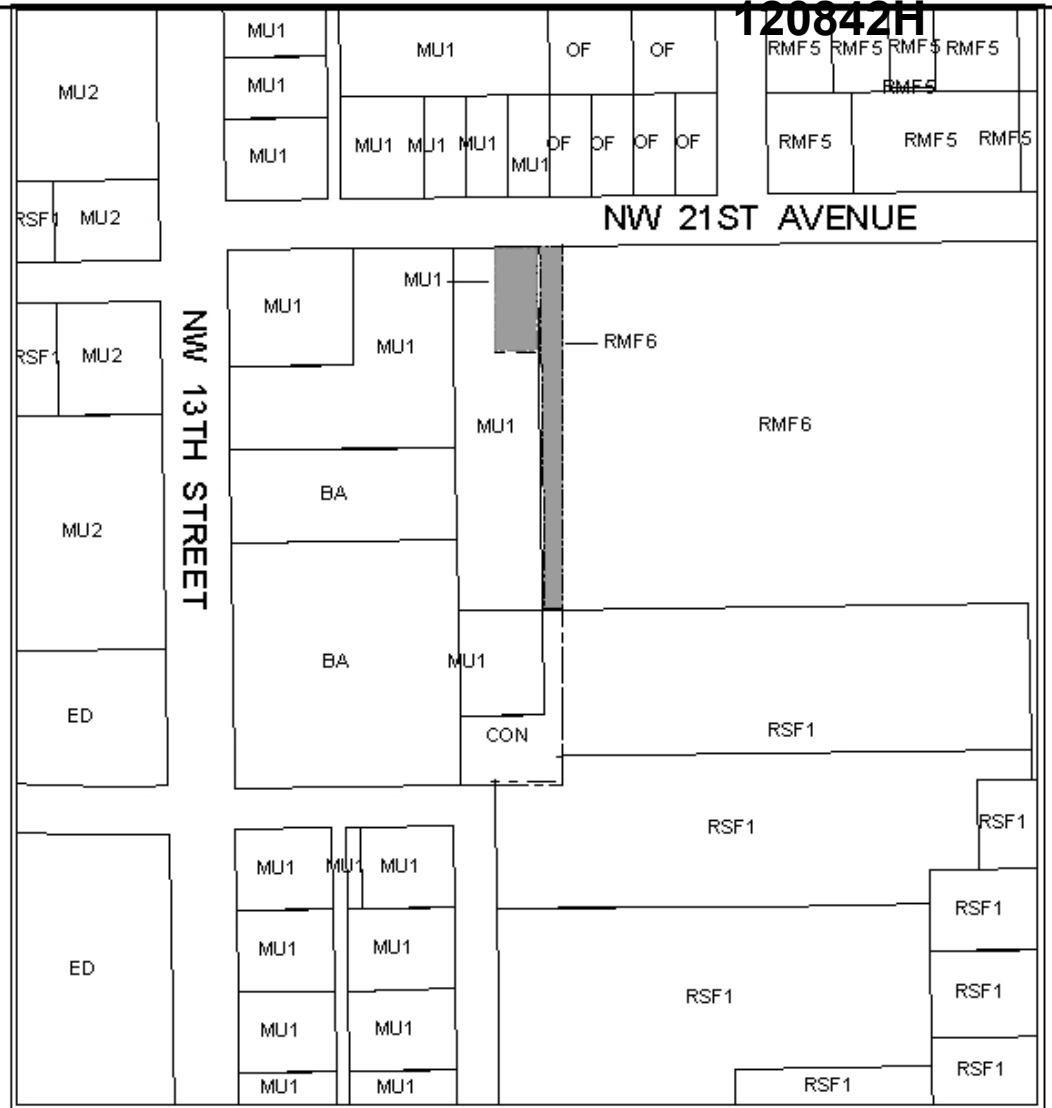 120842H
MU1 MU1 OF OF RMF5 RMF5 RMF5 RMF5
MU2 MU1 RMF5
MU1 MU1 MU1 MU1 MU1 OF OF OF OF RMF5 RMF5 RMF5
RSF1 MU2 NW 21ST AVENUE
MU1 MU1
MU1 RMF6
RSF1 MU2
NW 13TH STREET
MU1 RMF6
BA
MU2
BA MU1
ED CON RSF1
RSF1 RSF1
MU1 MU1 MU1
RSF1
MU1 MU1
ED RSF1 RSF1
MU1 MU1
RSF1
MU1 MU1 RSF1